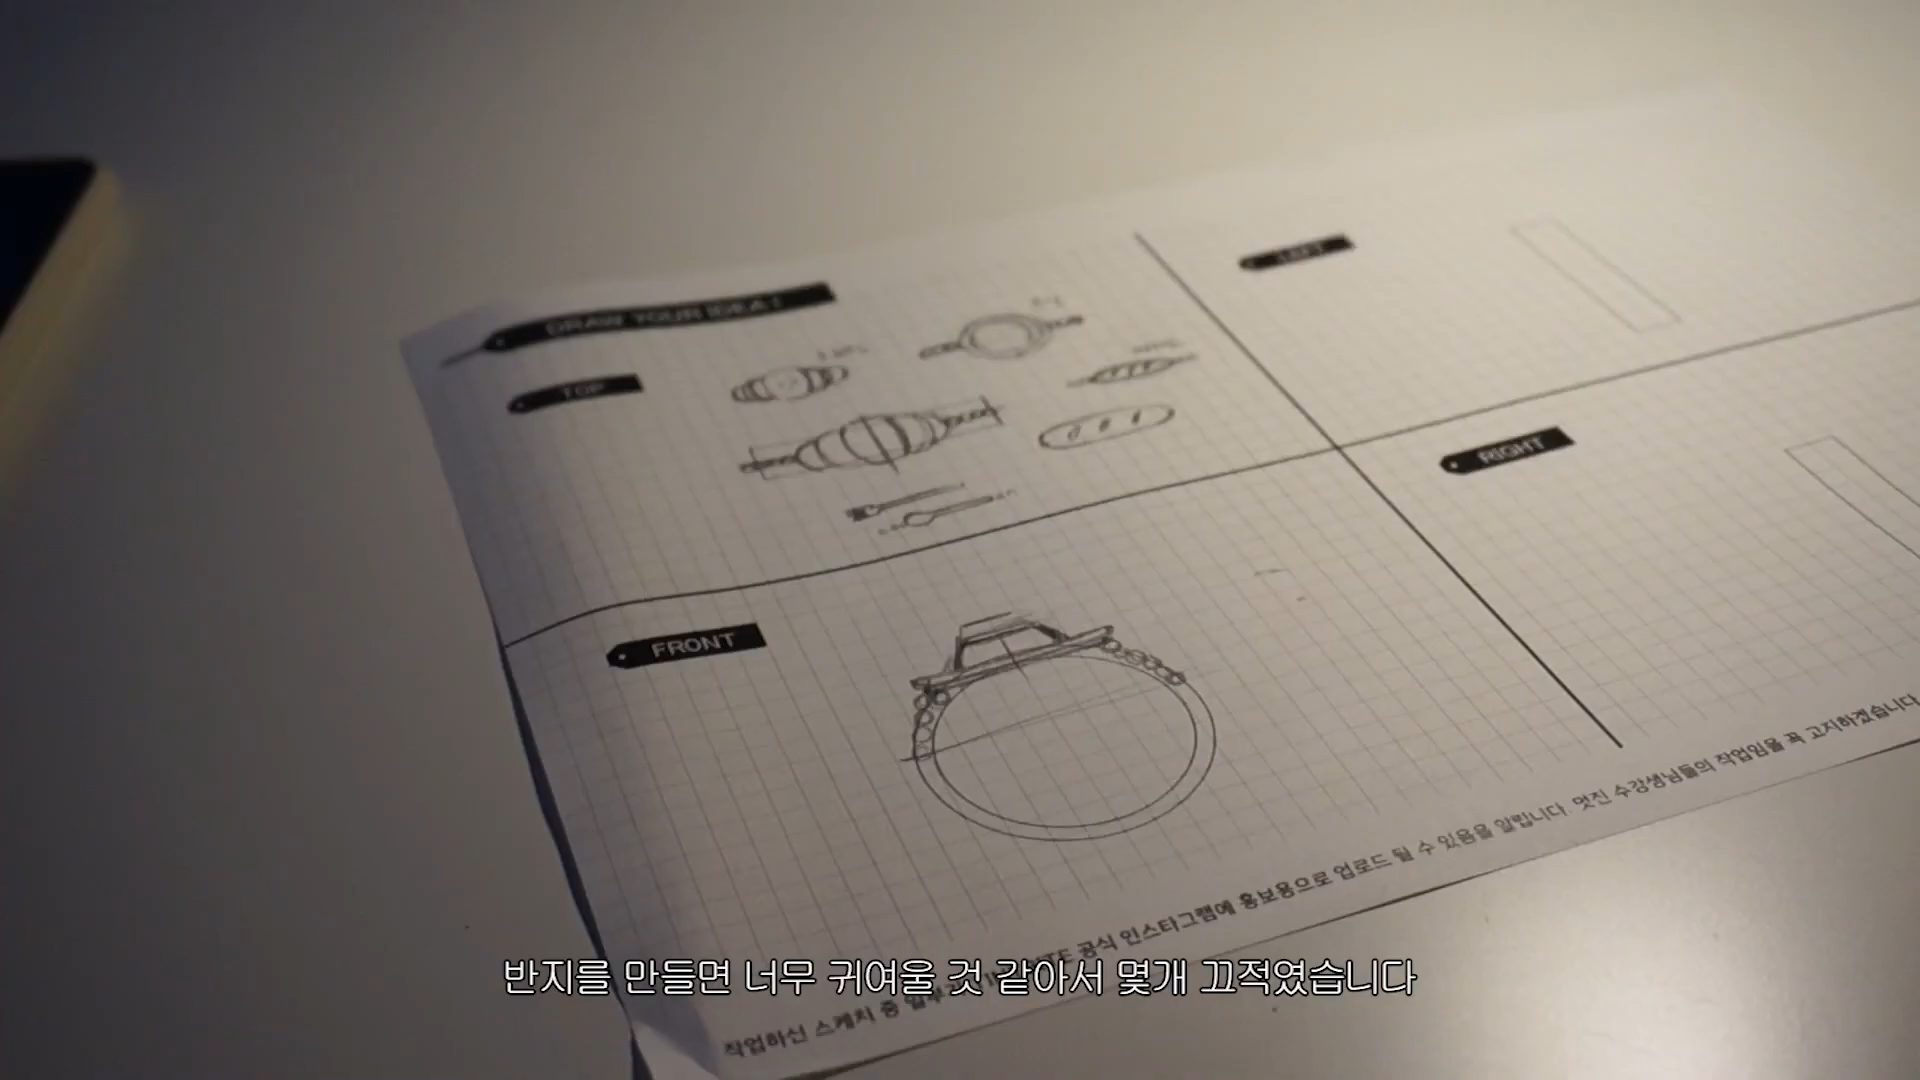 DRAW YOUR IDEA!
TOP
LEFT
RIGHT
FRONT
작업하신 스케치 중 일부 공식 인스타그램에 홍보용으로 업로드 될 수 있음을 알립니다. 멋진 수강생님들의 작업임을 꼭 고지하겠습니다
반지를 만들면 너무 귀여울 것 같아서 몇개 끄적였습니다